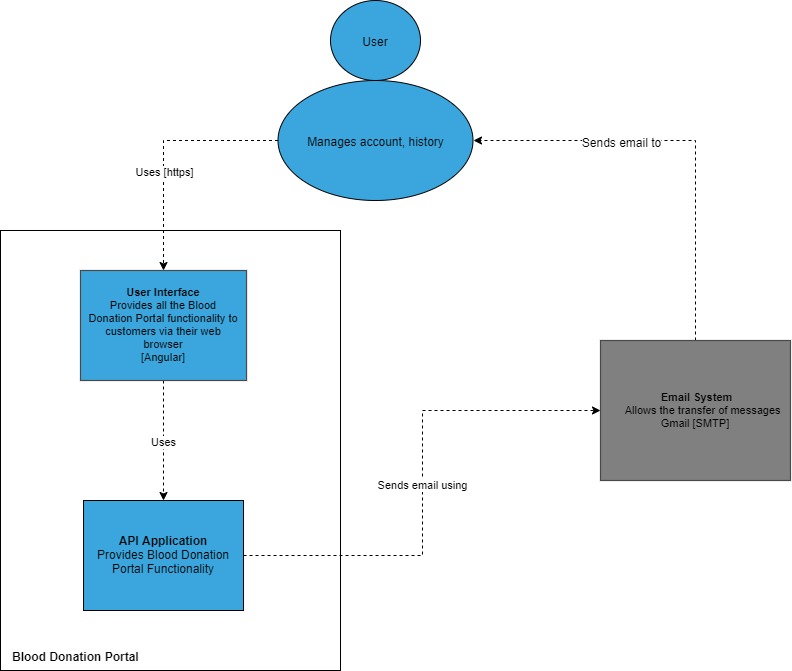 User
Manages account, history
Sends email to
Uses [https]
User Interface
Provides all the Blood
Donation Portal functionality to
customers via their web
browser
[Angular]
Email System
Allows the transfer of messages
Gmail [SMTP]
Uses
Sends email using
API Application
Provides Blood Donation
Portal Functionality
Blood Donation Portal